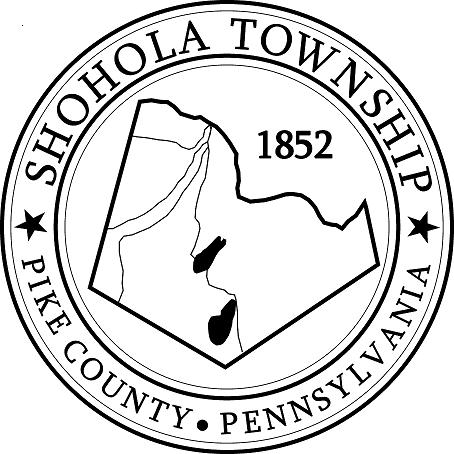 SHOHOLA TOWNSHIP
1852
PIKE COUNTY • PENNSYLVANIA